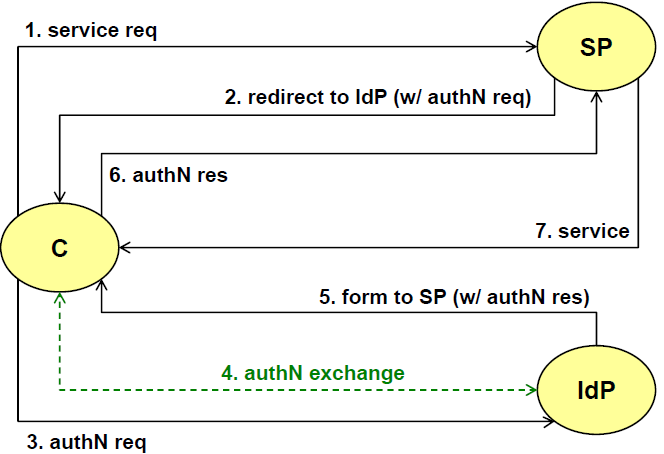 1. service req
SP
2. redirect to IdP (w/ authN req)
6. authN res
7. service
C
5. form to SP (w/ authN res)
4. authN exchange
IdP
3. authN req